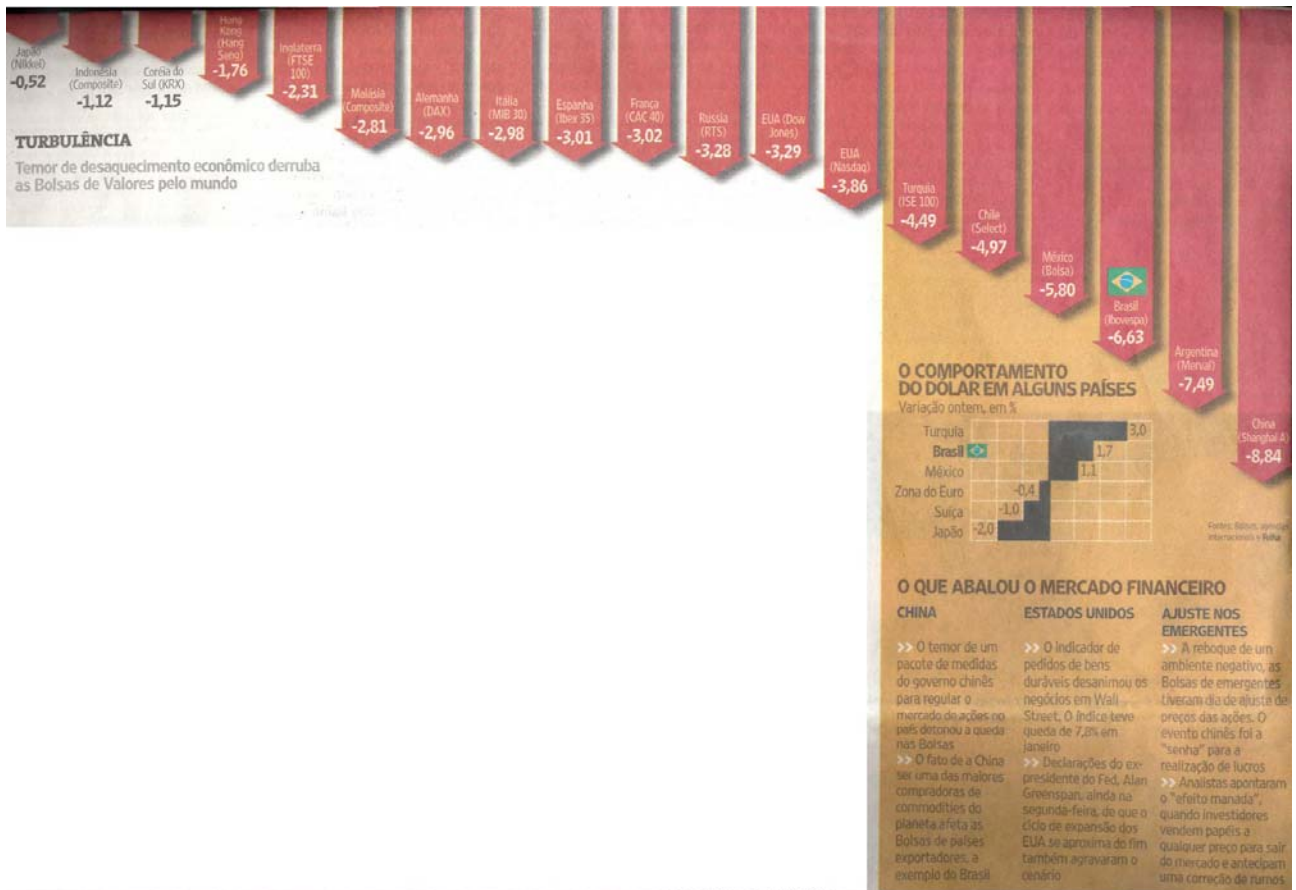 Japão
(Nikkei)
-0,52
Indonésia
(Composite)
-1,12
Coréia do
Sul (KRX)
-1,15
Hong
Kong
(Hang
Seng)
-1,76
Inglaterra
(FTSE
100)
-2,31
Malásia
(Composite)
-2,81
Alemanha
(DAX)
-2,96
Itália
(MIB 30)
-2,98
Espanha
(Ibex 35)
-3,01
França
(CAC 40)
-3,02
Rússia
(RTS)
-3,28
EUA (Dow
Jones)
-3,29
EUA
(Nasdaq)
-3,86
Turquia
(ISE 100)
-4,49
Chile
(Select)
-4,97
México
(Bolsa)
-5,80
Brasil
(Ibovespa)
-6,63
Argentina
(Merval)
-7,49
China
(Shanghai A)
-8,84
TURBULÊNCIA
Temor de desaquecimento econômico derruba
as Bolsas de Valores pelo mundo
O COMPORTAMENTO
DO DÓLAR EM ALGUNS PAÍSES
Variação ontem, em %
Turquia 3,0
Brasil 1,7
México 1,1
Zona do Euro -0,4
Suíça -1,0
Japão -2,0
Fontes: Bolsas, agências
internacionais e Folha
O QUE ABALOU O MERCADO FINANCEIRO
CHINA
>> O temor de um
pacote de medidas
do governo chinês
para regular o
mercado de ações no
país detonou a queda
nas Bolsas
>> O fato de a China
ser uma das maiores
compradoras de
commodities do
planeta afeta as
Bolsas de países
exportadores, a
exemplo do Brasil
ESTADOS UNIDOS
>> O indicador de
pedidos de bens
duráveis desanimou os
negócios em Wall
Street. O índice teve
queda de 7,8% em
janeiro
>> Declarações do ex-
presidente do Fed, Alan
Greenspan, ainda na
segunda-feira, de que o
ciclo de expansão dos
EUA se aproxima do fim
também agravaram o
cenário
AJUSTE NOS
EMERGENTES
>> A reboque de um
ambiente negativo, as
Bolsas de emergentes
tiveram dia de ajuste de
preços das ações. O
evento chinês foi a
"senha" para a
realização de lucros
>> Analistas apontaram
o "efeito manada",
quando investidores
vendem papéis a
qualquer preço para sair
do mercado e antecipam
uma correção de rumos